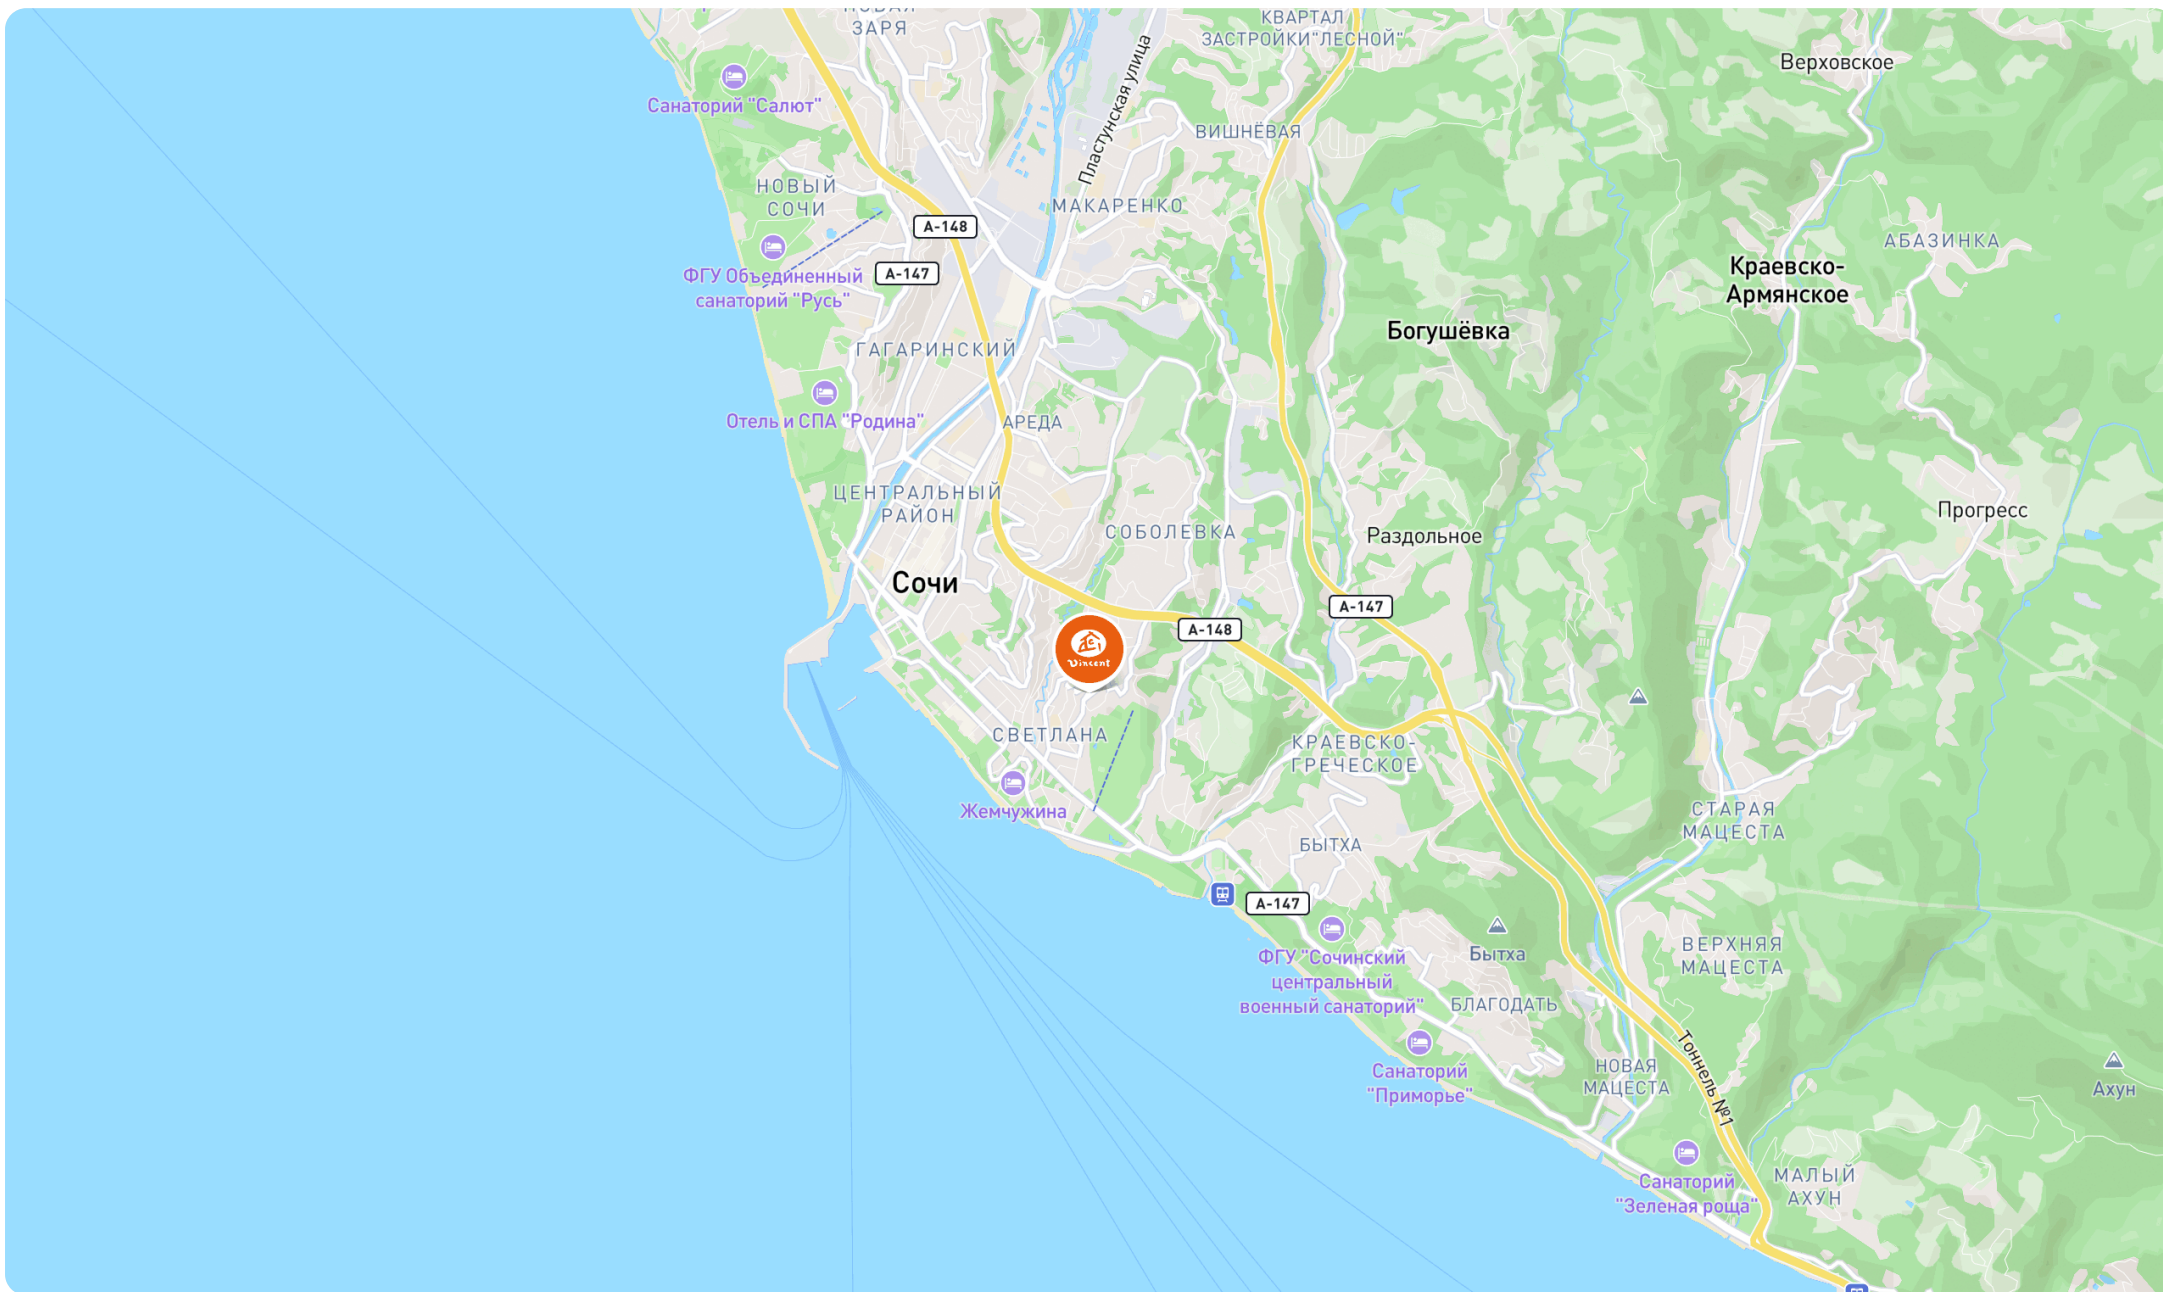 НОВАЯ
ЗАРЯ
КВАРТАЛ
ЗАСТРОЙКИ"ЛЕСНОЙ"
Верховское
Санаторий "Салют"
Пластунская улица
ВИШНЁВАЯ
НОВЫЙ
СОЧИ
МАКАРЕНКО
А-148
АБАЗИНКА
ФГУ Объединенный
санаторий "Русь"
А-147
Краевско-
Армянское
Богушёвка
ГАГАРИНСКИЙ
Отель и СПА "Родина"
АРЕДА
ЦЕНТРАЛЬНЫЙ
РАЙОН
СОБОЛЕВКА
Раздольное
Прогресс
Сочи
А-147
А-148
Vincent
СВЕТЛАНА
КРАЕВСКО-
ГРЕЧЕСКОЕ
Жемчужина
СТАРАЯ
МАЦЕСТА
БЫТХА
А-147
ФГУ "Сочинский
центральный
военный санаторий"
Бытха
ВЕРХНЯЯ
МАЦЕСТА
БЛАГОДАТЬ
Санаторий
"Приморье"
НОВАЯ
МАЦЕСТА
Тоннель №1
Ахун
Санаторий
"Зеленая роща"
МАЛЫЙ
АХУН